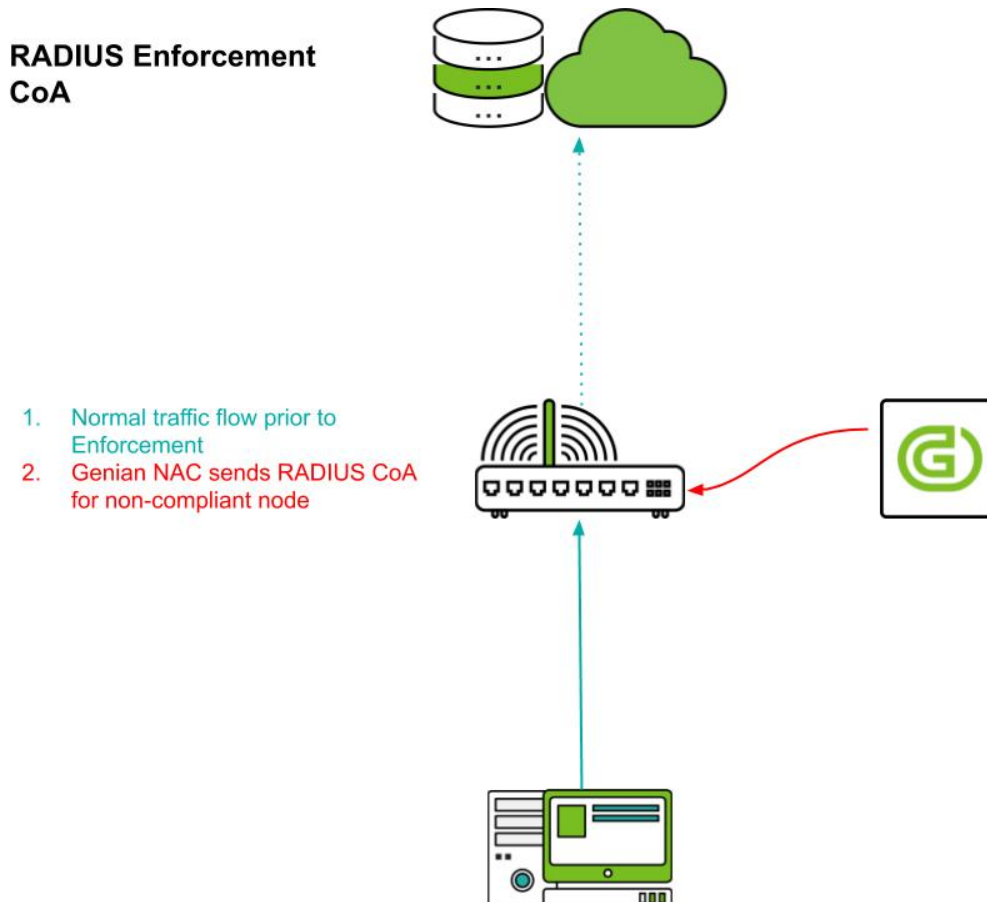 RADIUS Enforcement
CoA
1. Normal traffic flow prior to
Enforcement
2. Genian NAC sends RADIUS CoA
for non-compliant node